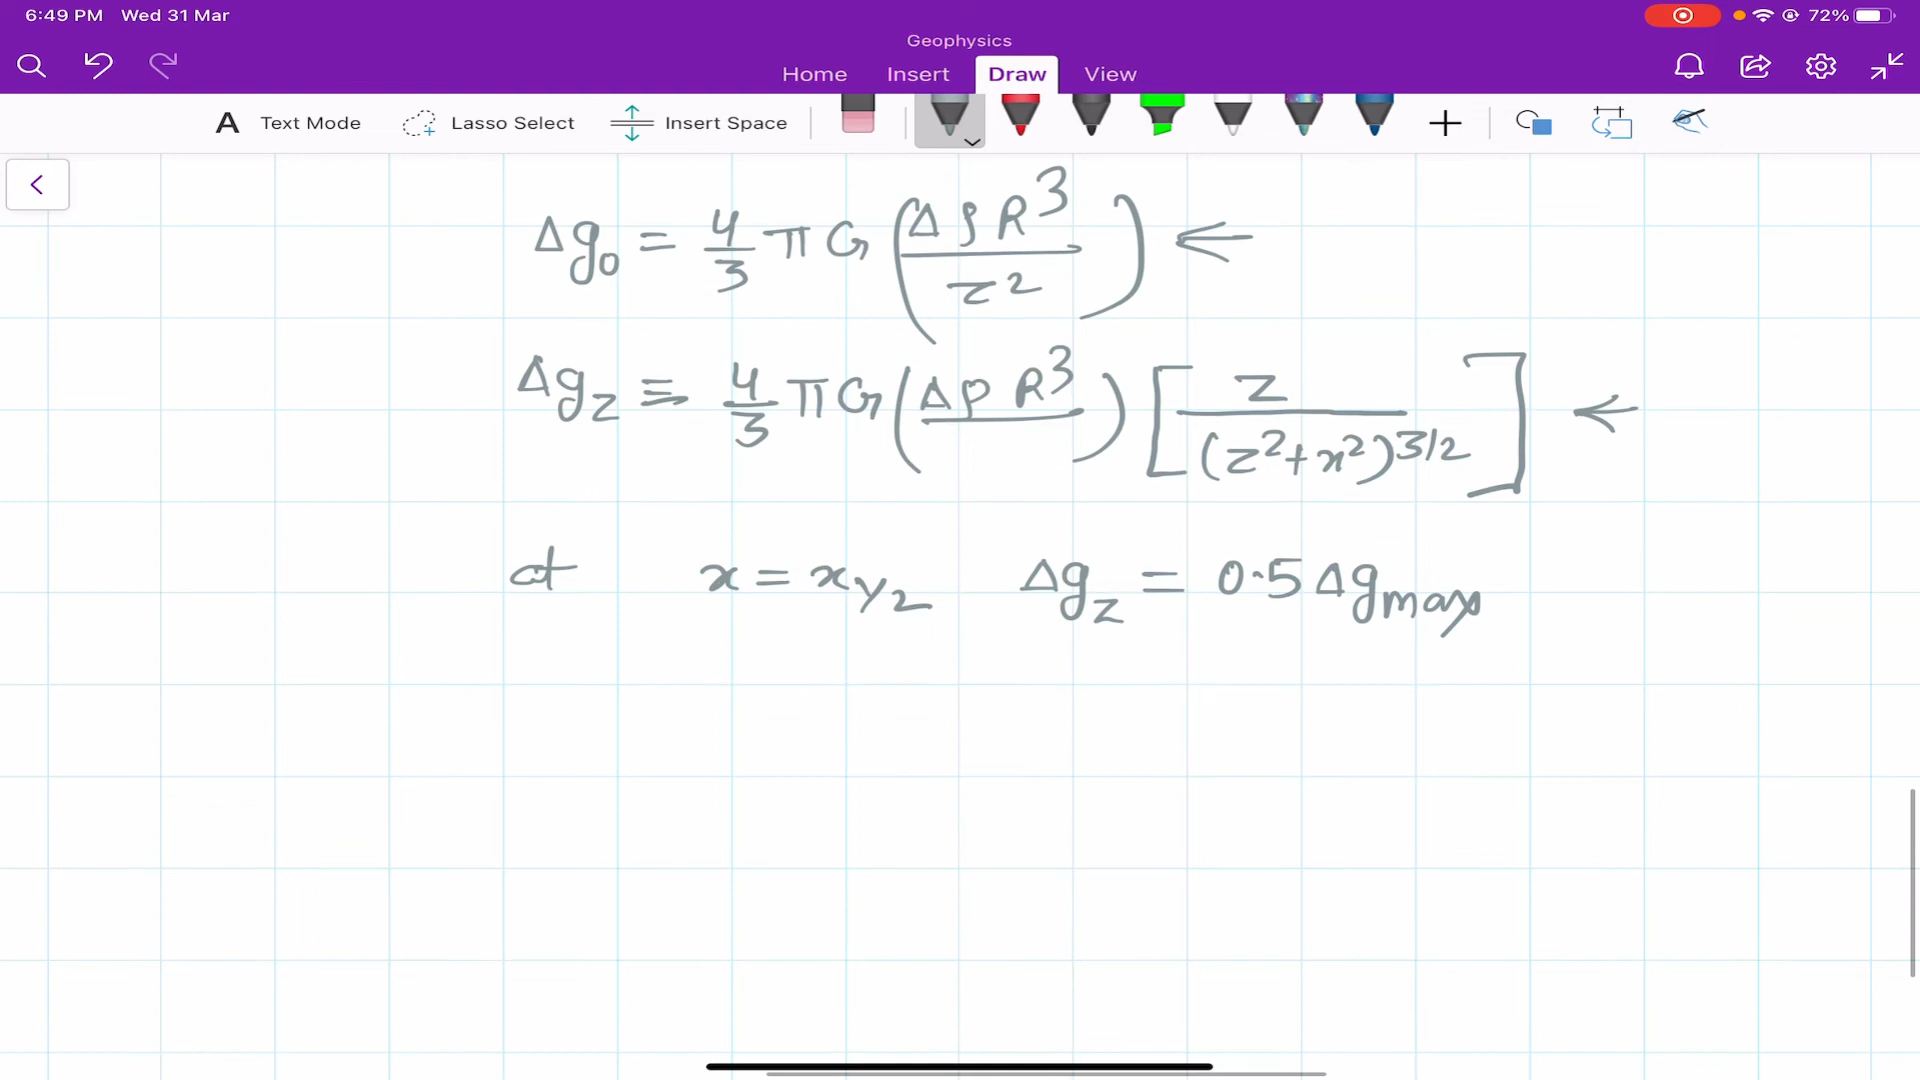 6:49 PM Wed 31 Mar
72%
Geophysics
Home Insert Draw View
A Text Mode Lasso Select Insert Space
Δg₀ = 4/3 π G (Δρ R³ / z²) ←
Δg_z = 4/3 π G (Δρ R³) [z / (z²+x²)^3/2] ←
at x = x_1/2 Δg_z = 0.5 Δg_max